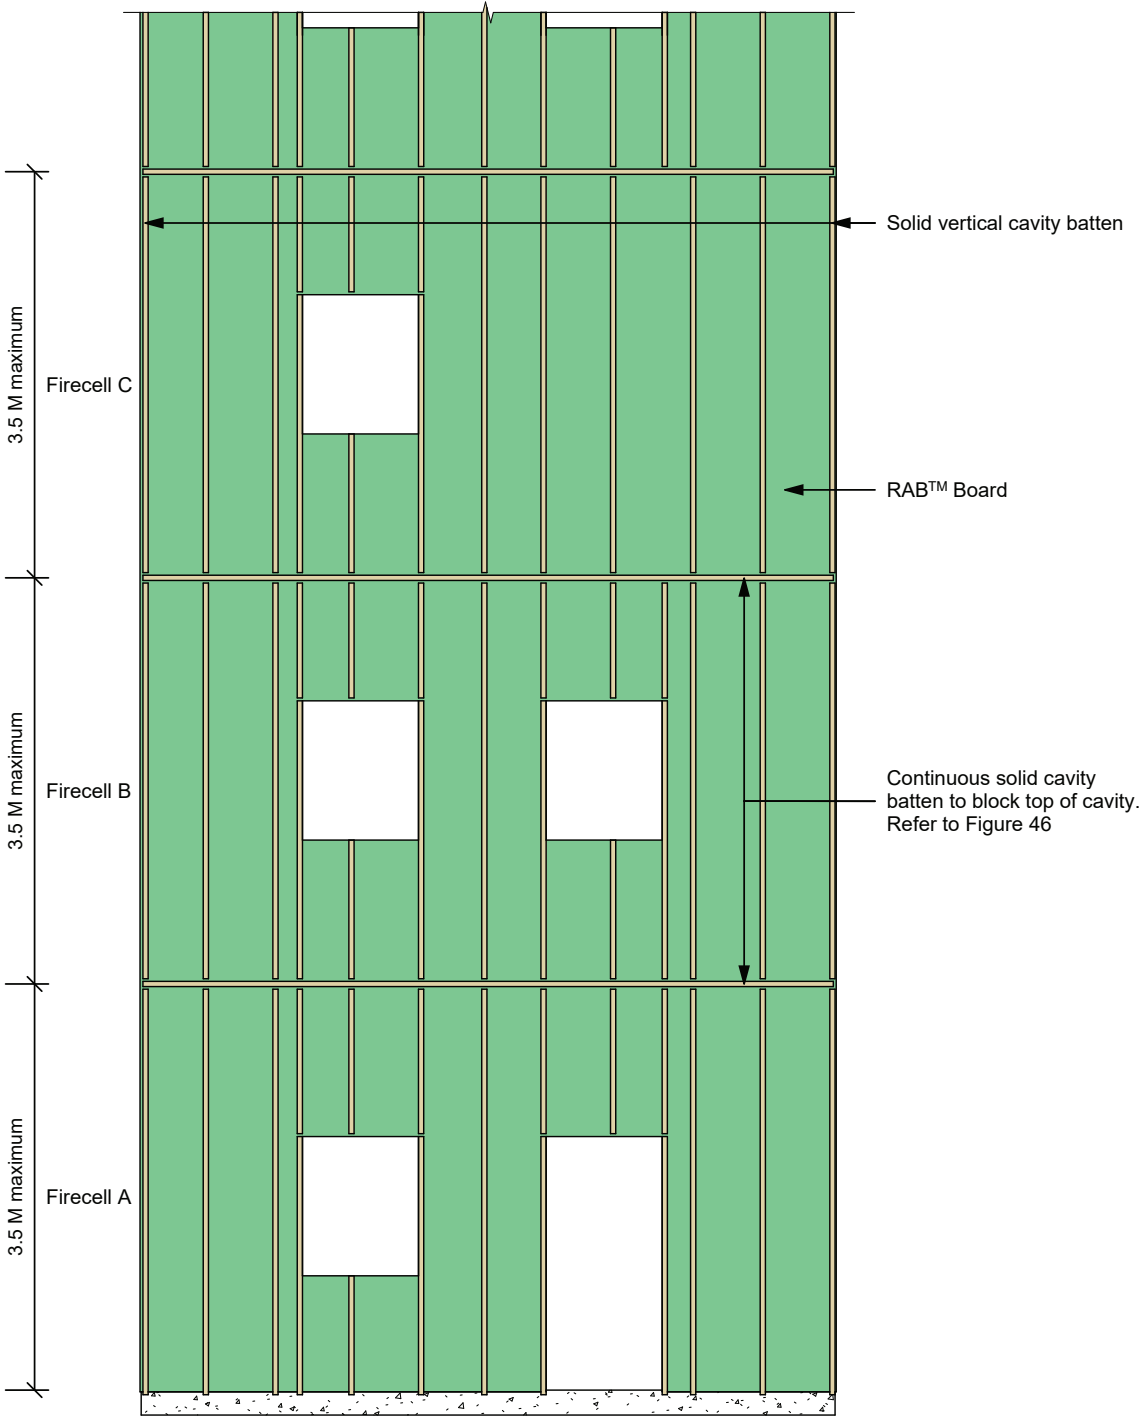 Solid vertical cavity batten
3.5 M maximum
Firecell C
RAB™ Board
3.5 M maximum
Firecell B
Continuous solid cavity
batten to block top of cavity.
Refer to Figure 46
3.5 M maximum
Firecell A